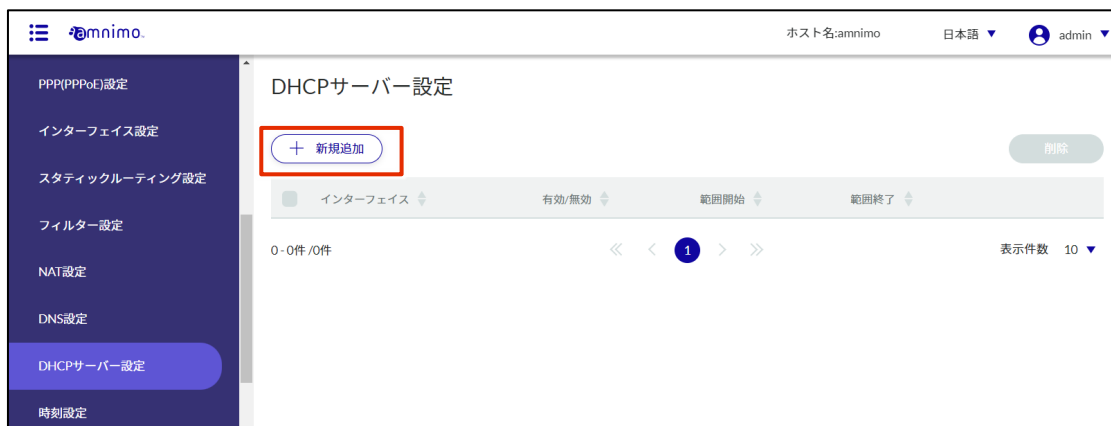 amnimo
ホスト名:amnimo
日本語 ▼
admin ▼
PPP(PPPoE)設定
インターフェイス設定
スタティックルーティング設定
フィルター設定
NAT設定
DNS設定
DHCPサーバー設定
時刻設定
DHCPサーバー設定
＋ 新規追加
削除
インターフェイス 有効/無効 範囲開始 範囲終了
0 - 0件 /0件
≪ < 1 > ≫
表示件数 10 ▼